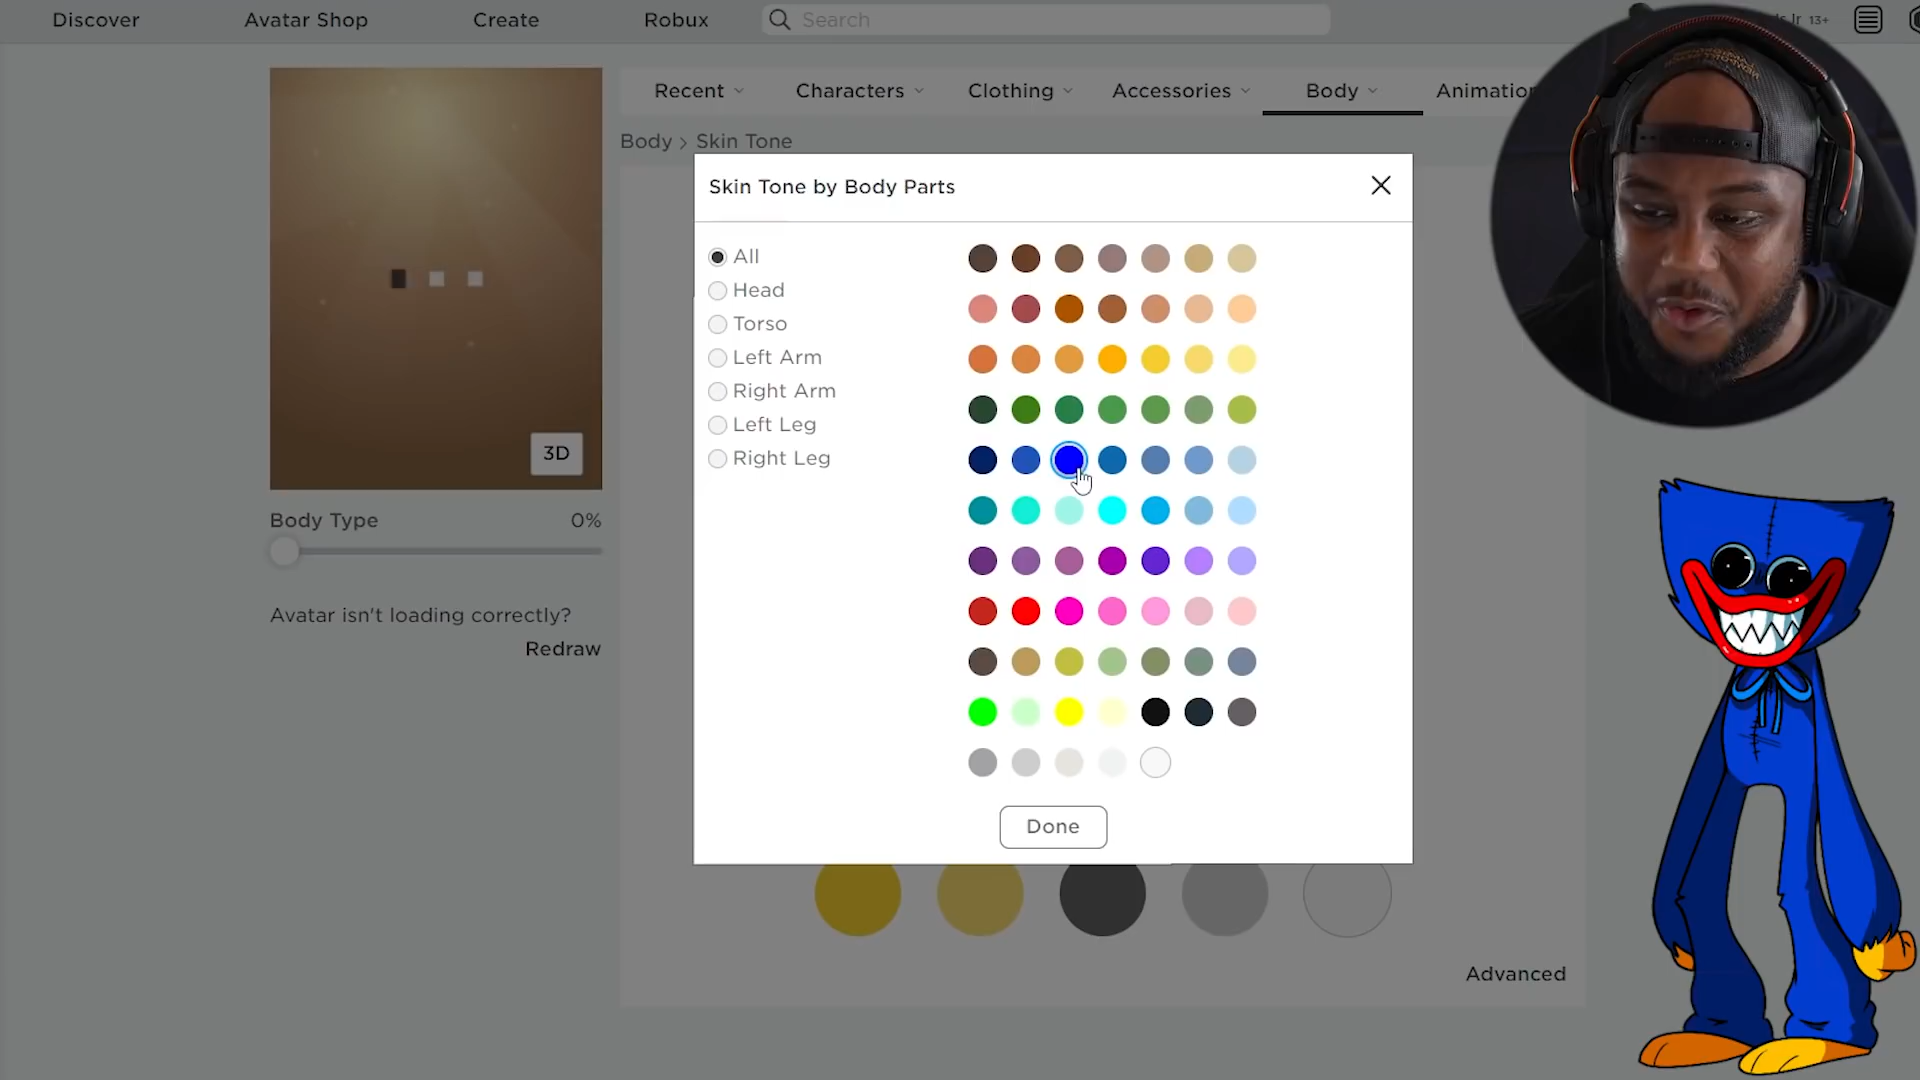 Discover
Avatar Shop
Create
Robux
Search
13+
Recent
Characters
Clothing
Accessories
Body
Body > Skin Tone
Skin Tone by Body Parts
All
Head
Torso
Left Arm
Right Arm
Left Leg
Right Leg
3D
Body Type
0%
Avatar isn't loading correctly?
Redraw
Done
Advanced